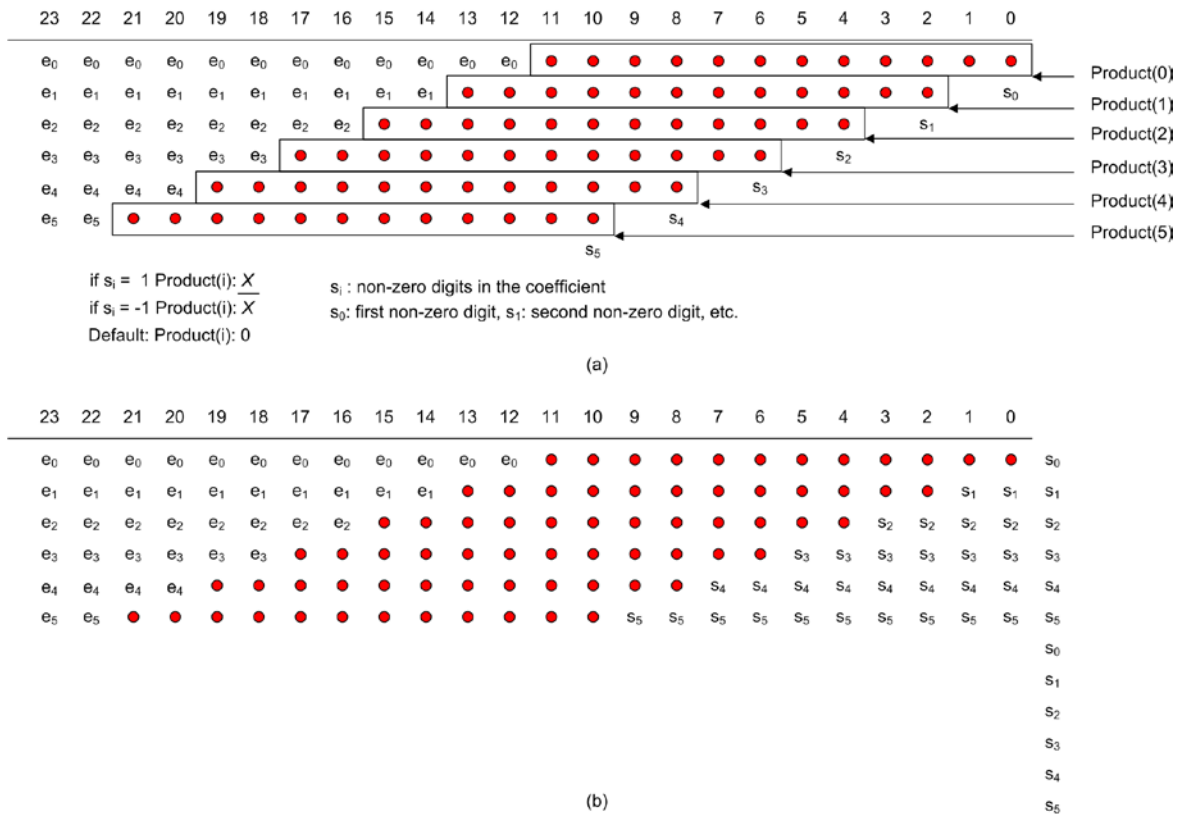 23 22 21 20 19 18 17 16 15 14 13 12 11 10 9 8 7 6 5 4 3 2 1 0
e₀ e₀ e₀ e₀ e₀ e₀ e₀ e₀ e₀ e₀ e₀ e₀
Product(0)
e₁ e₁ e₁ e₁ e₁ e₁ e₁ e₁ e₁ e₁ s₀
Product(1)
e₂ e₂ e₂ e₂ e₂ e₂ e₂ e₂ s₁
Product(2)
e₃ e₃ e₃ e₃ e₃ e₃ s₂
Product(3)
e₄ e₄ e₄ e₄ s₃
Product(4)
e₅ e₅ s₄
Product(5)
s₅
if sᵢ = 1 Product(i): X
if sᵢ = -1 Product(i): X̅
Default: Product(i): 0
sᵢ : non-zero digits in the coefficient
s₀: first non-zero digit, s₁: second non-zero digit, etc.
(a)
23 22 21 20 19 18 17 16 15 14 13 12 11 10 9 8 7 6 5 4 3 2 1 0
e₀ e₀ e₀ e₀ e₀ e₀ e₀ e₀ e₀ e₀ e₀ e₀ s₀
e₁ e₁ e₁ e₁ e₁ e₁ e₁ e₁ e₁ e₁ s₁ s₁ s₁
e₂ e₂ e₂ e₂ e₂ e₂ e₂ e₂ s₂ s₂ s₂ s₂ s₂
e₃ e₃ e₃ e₃ e₃ e₃ s₃ s₃ s₃ s₃ s₃ s₃ s₃
e₄ e₄ e₄ e₄ s₄ s₄ s₄ s₄ s₄ s₄ s₄ s₄ s₄
e₅ e₅ s₅ s₅ s₅ s₅ s₅ s₅ s₅ s₅ s₅ s₅ s₅
s₀
s₁
s₂
s₃
s₄
s₅
(b)